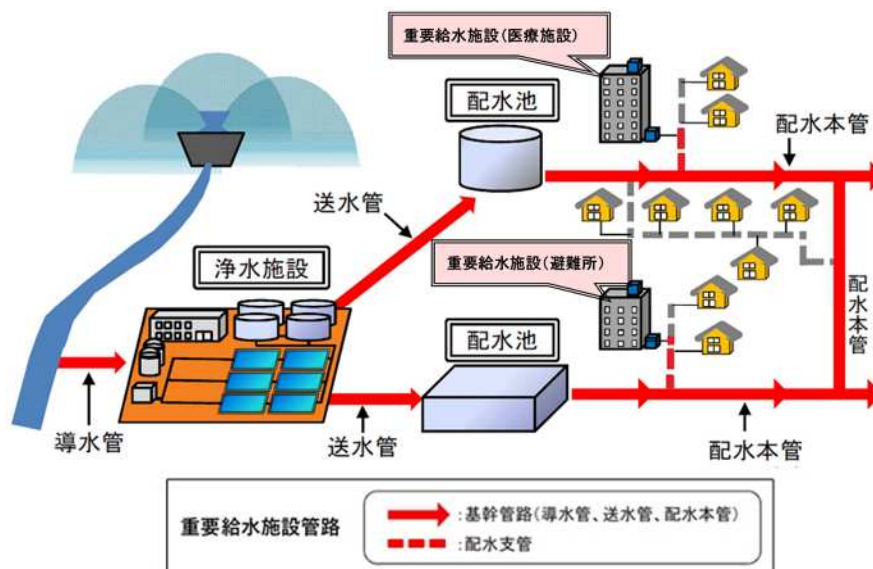 重要給水施設(医療施設)
配水池
配水本管
送水管
浄水施設
重要給水施設(避難所)
配水池
配水本管
導水管
送水管
配水本管
重要給水施設管路
:基幹管路(導水管、送水管、配水本管)
:配水支管